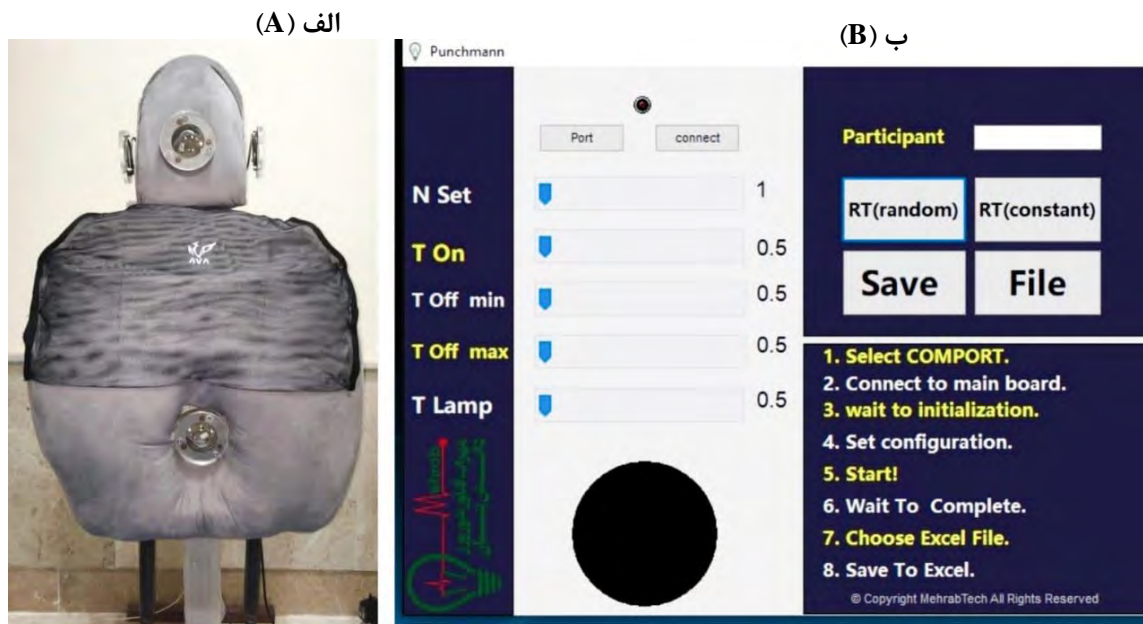 الف (A)
ب (B)
AVA
Punchmann
Port
connect
N Set
1
T On
0.5
T Off min
0.5
T Off max
0.5
T Lamp
0.5
Mehrab
Participant
RT(random)
RT(constant)
Save
File
1. Select COMPORT.
2. Connect to main board.
3. wait to initialization.
4. Set configuration.
5. Start!
6. Wait To Complete.
7. Choose Excel File.
8. Save To Excel.
© Copyright MehrabTech All Rights Reserved